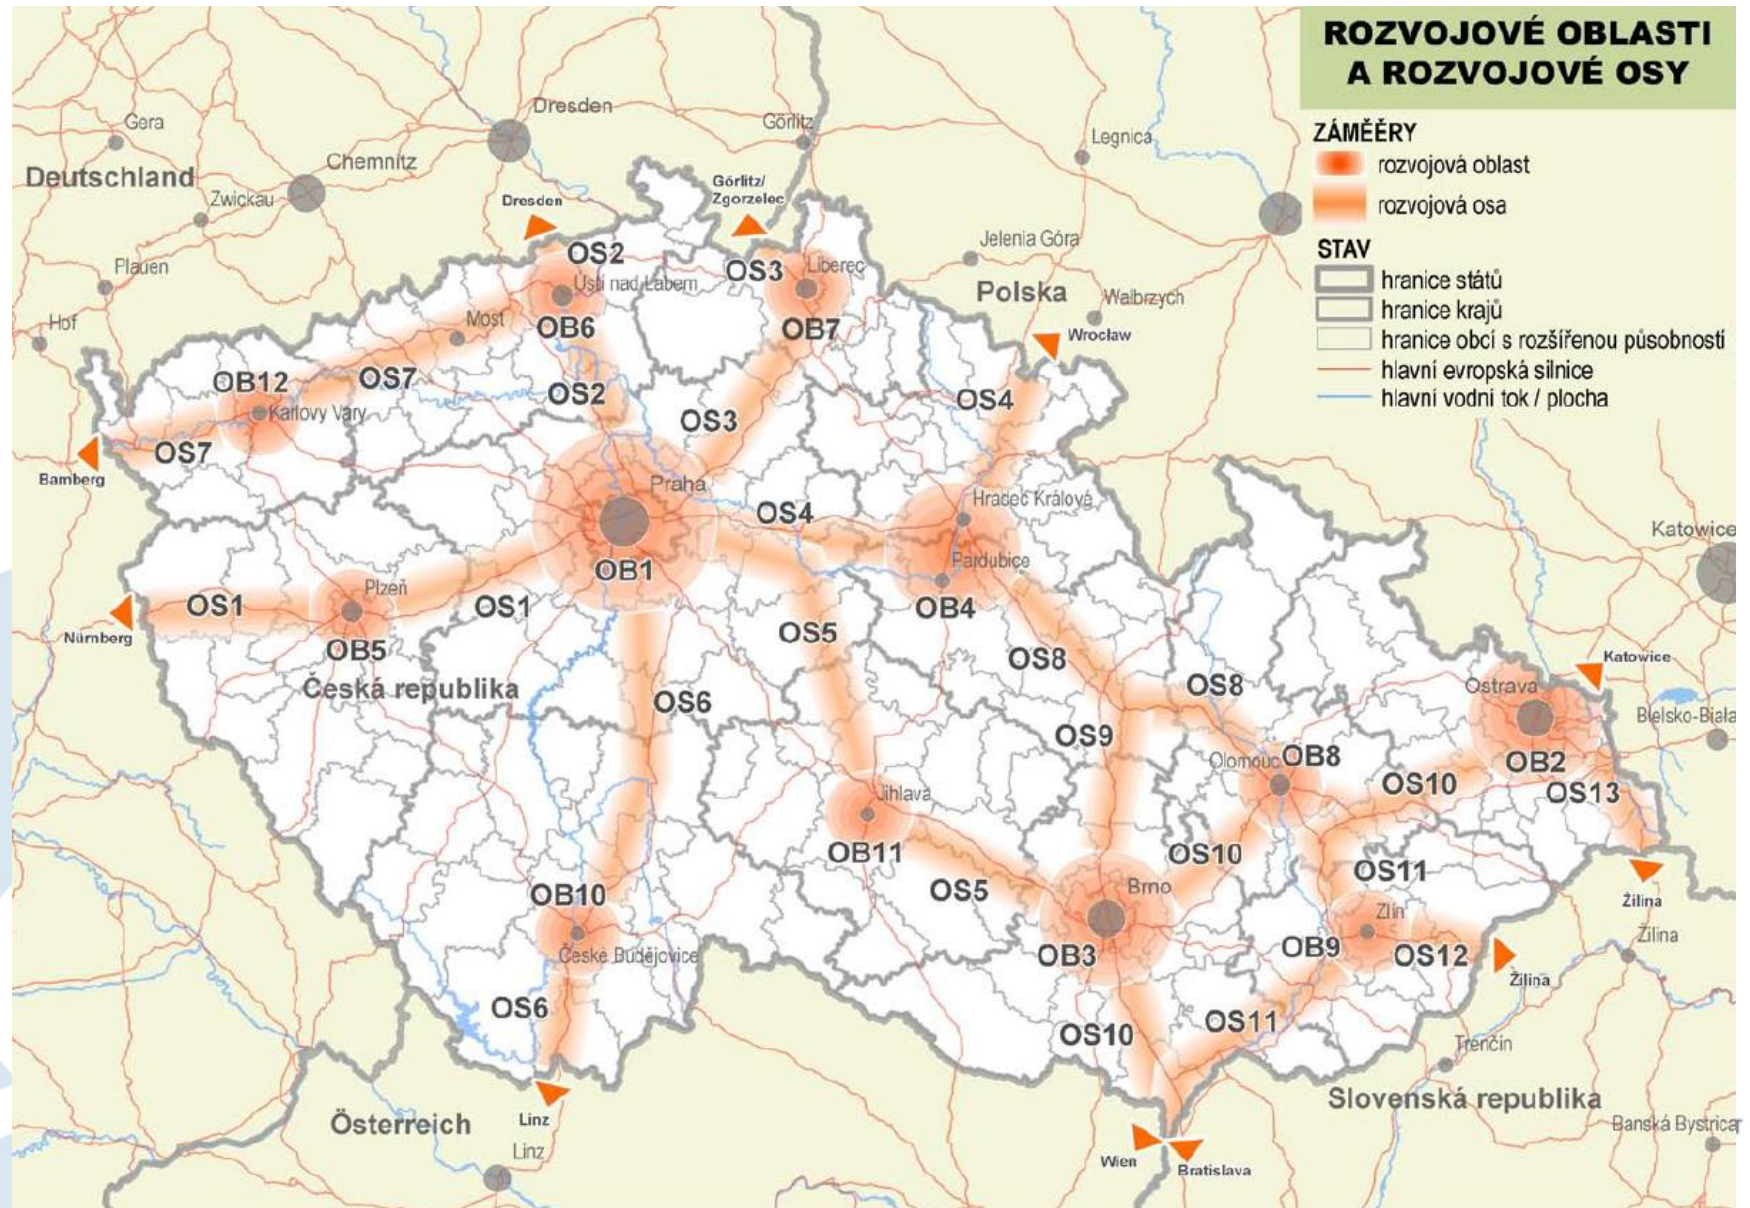 ROZVOJOVÉ OBLASTI
A ROZVOJOVÉ OSY
ZÁMĚĚRY
rozvojová oblast
rozvojová osa
STAV
hranice států
hranice krajů
hranice obcí s rozšířenou působností
hlavní evropská silnice
hlavní vodní tok / plocha
Dresden
Gera
Görlitz
Legnica
Chemnitz
Deutschland
Zwickau
Görlitz/
Zgorzelec
Dresden
Jelenia Góra
OS2
Plauen
OS3
Liberec
Ústí nad Labem
Polska
Wałbrzych
Hof
Most
OB6
OB7
Wrocław
OB12
OS7
OS2
OS4
Karlovy Vary
OS3
OS7
Bamberg
Praha
Hradec Králové
OS4
Katowice
OB1
Pardubice
Plzeň
OS1
OS1
OB4
Nürnberg
OS5
OB5
OS8
Katowice
Česká republika
OS8
Ostrava
OS6
Bielsko-Biała
OS9
Olomouc
OB8
OB2
OS10
Jihlava
OS13
OB11
OS10
OS11
OB10
OS5
Brno
Žilina
Zlín
Žilina
České Budějovice
OB3
OB9
OS12
Žilina
OS6
OS11
OS10
Trenčín
Slovenská republika
Linz
Österreich
Banská Bystrica
Linz
Wien
Bratislava